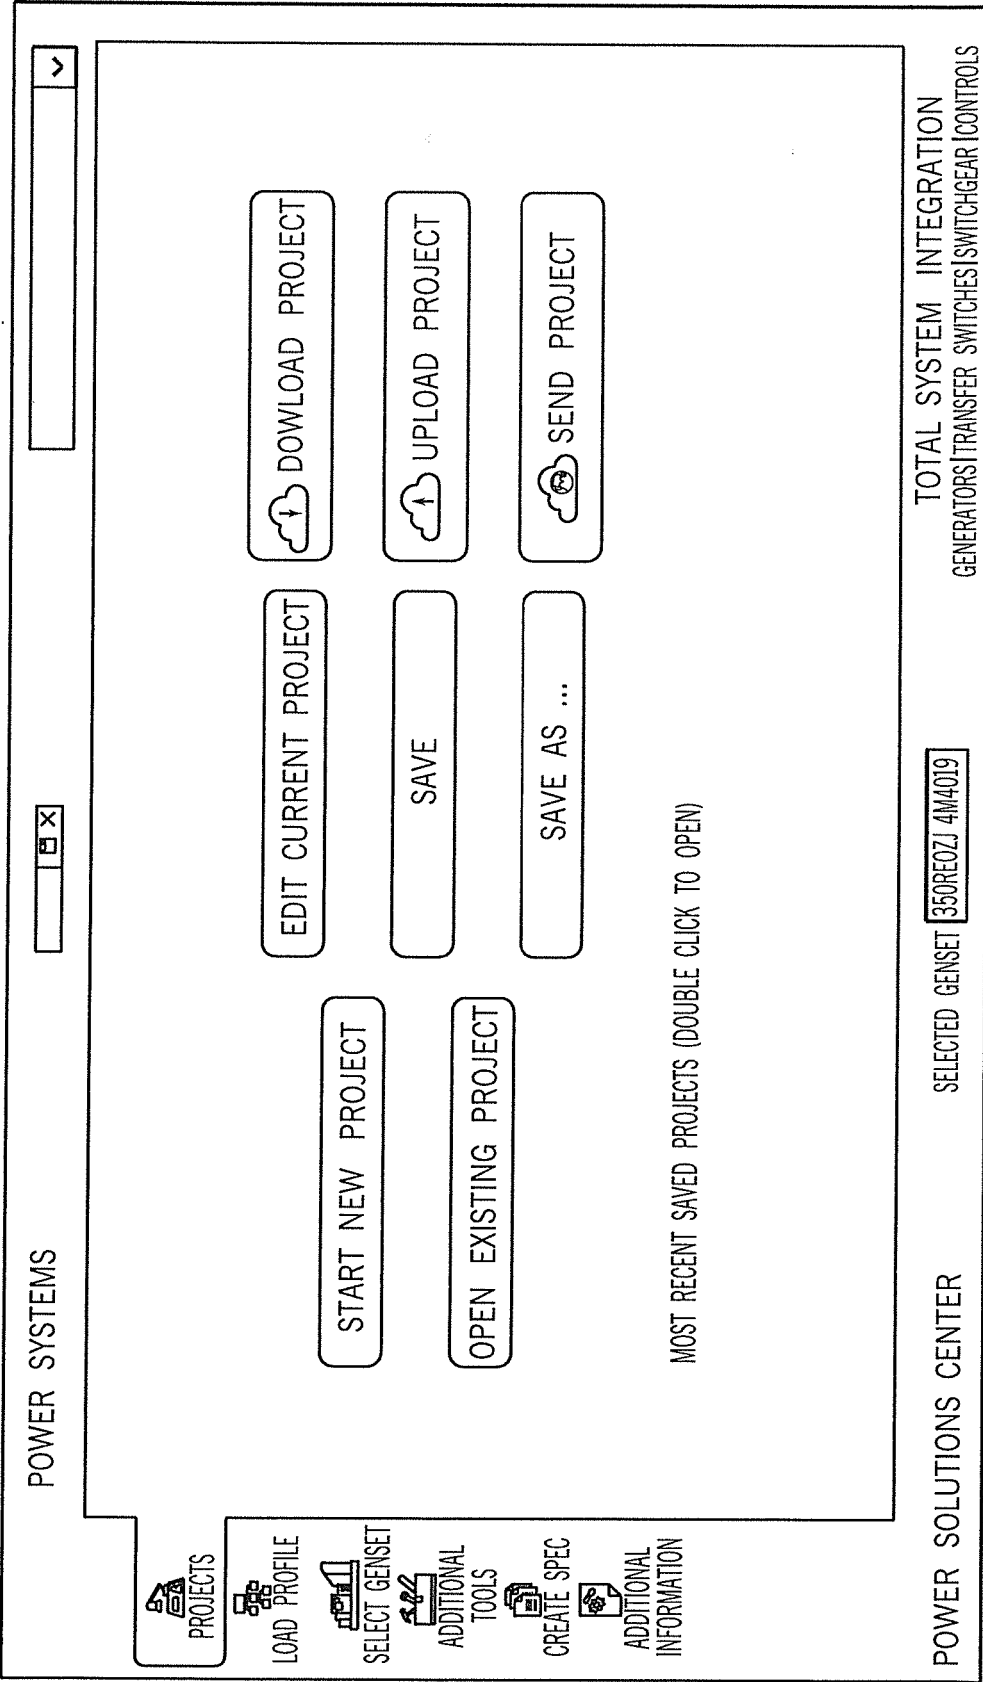 POWER SYSTEMS
PROJECTS
LOAD PROFILE
SELECT GENSET
ADDITIONAL
TOOLS
CREATE SPEC
ADDITIONAL
INFORMATION
START NEW PROJECT
OPEN EXISTING PROJECT
EDIT CURRENT PROJECT
SAVE
SAVE AS ...
DOWLOAD PROJECT
UPLOAD PROJECT
SEND PROJECT
MOST RECENT SAVED PROJECTS (DOUBLE CLICK TO OPEN)
POWER SOLUTIONS CENTER
SELECTED GENSET 350REOZJ 4M4019
TOTAL SYSTEM INTEGRATION
GENERATORS|TRANSFER SWITCHES|SWITCHGEAR|CONTROLS